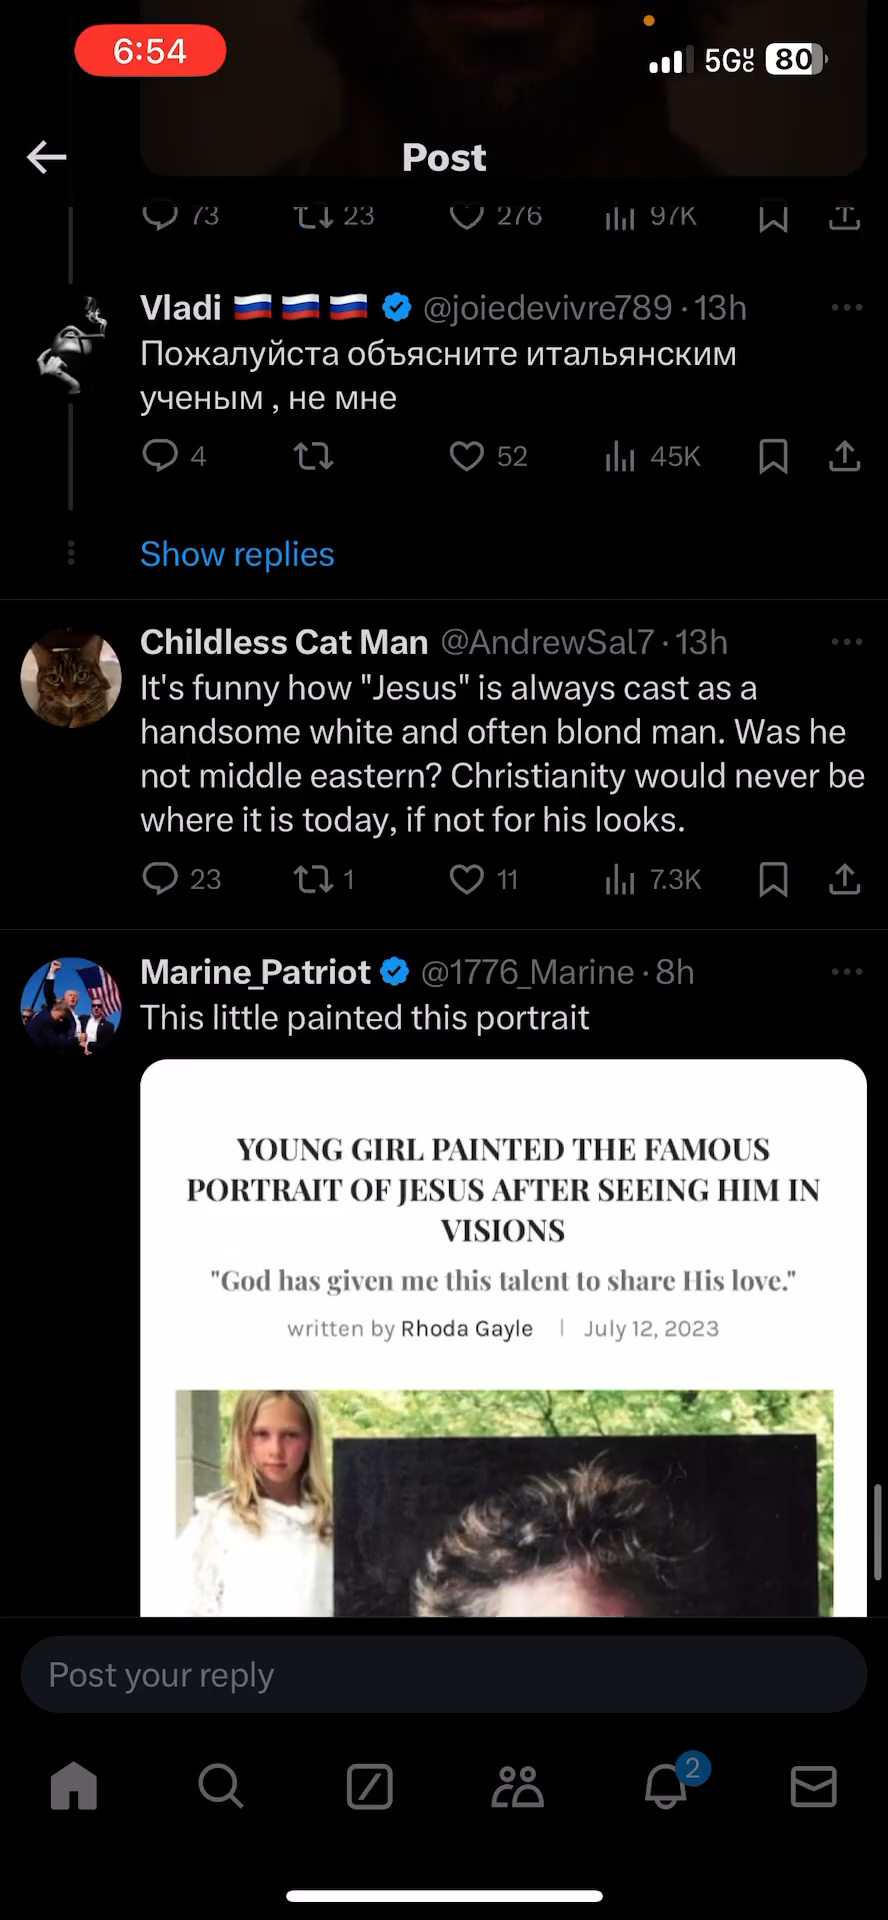 6:54
5GUC 80
Post
73 23 276 97K
Vladi 🇷🇺 🇷🇺 🇷🇺 @joiedevivre789 · 13h
Пожалуйста объясните итальянским
ученым , не мне
4 52 45K
Show replies
Childless Cat Man @AndrewSal7 · 13h
It's funny how "Jesus" is always cast as a
handsome white and often blond man. Was he
not middle eastern? Christianity would never be
where it is today, if not for his looks.
23 1 11 7.3K
Marine_Patriot @1776_Marine · 8h
This little painted this portrait
YOUNG GIRL PAINTED THE FAMOUS
PORTRAIT OF JESUS AFTER SEEING HIM IN
VISIONS
"God has given me this talent to share His love."
written by Rhoda Gayle | July 12, 2023
Post your reply
2